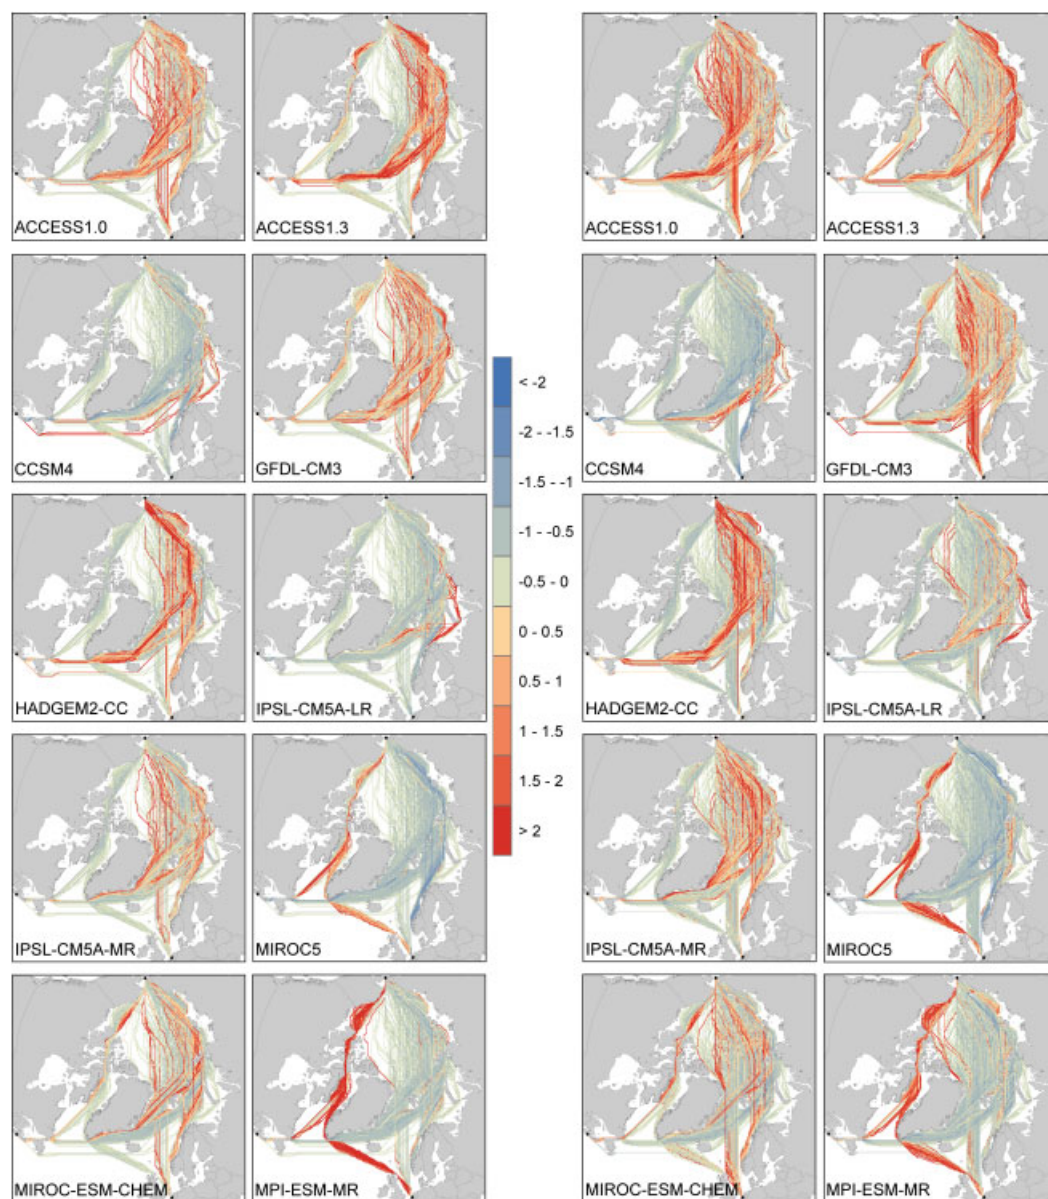 ACCESS1.0
ACCESS1.3
ACCESS1.0
ACCESS1.3
CCSM4
GFDL-CM3
CCSM4
GFDL-CM3
< -2
-2 - -1.5
-1.5 - -1
-1 - -0.5
-0.5 - 0
0 - 0.5
0.5 - 1
1 - 1.5
1.5 - 2
> 2
HADGEM2-CC
IPSL-CM5A-LR
HADGEM2-CC
IPSL-CM5A-LR
IPSL-CM5A-MR
MIROC5
IPSL-CM5A-MR
MIROC5
MIROC-ESM-CHEM
MPI-ESM-MR
MIROC-ESM-CHEM
MPI-ESM-MR